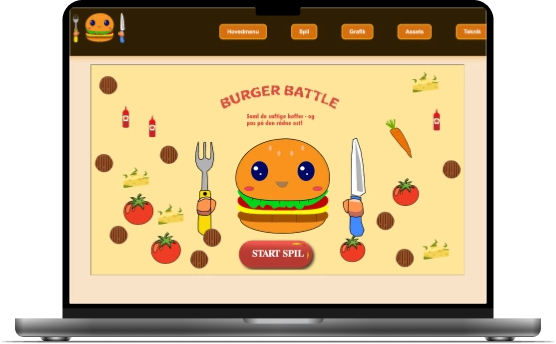 Hovedmenu
Spil
Grafik
Assets
Teknik
BURGER BATTLE
Saml de saftige bøffer - og
pas på den rådne ost!
START SPIL